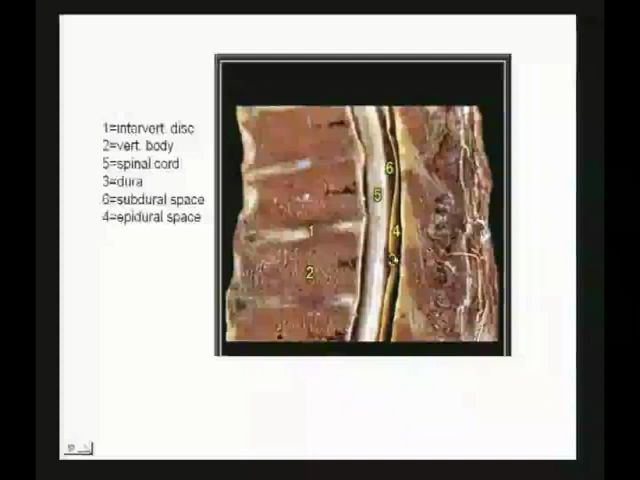 1=intervert. disc
2=vert. body
5=spinal cord
3=dura
6=subdural space
4=epidural space
6
5
1
4
3
2